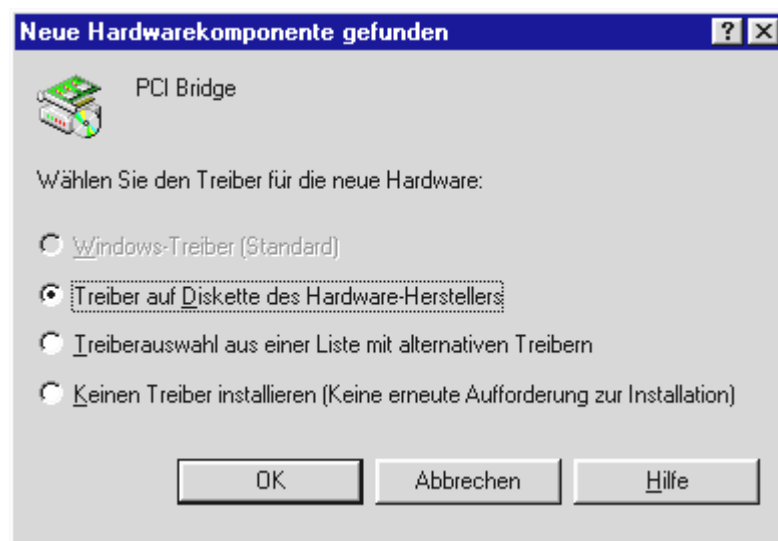 Neue Hardwarekomponente gefunden
PCI Bridge
Wählen Sie den Treiber für die neue Hardware:
Windows-Treiber (Standard)
Treiber auf Diskette des Hardware-Herstellers
Treiberauswahl aus einer Liste mit alternativen Treibern
Keinen Treiber installieren (Keine erneute Aufforderung zur Installation)
OK Abbrechen Hilfe